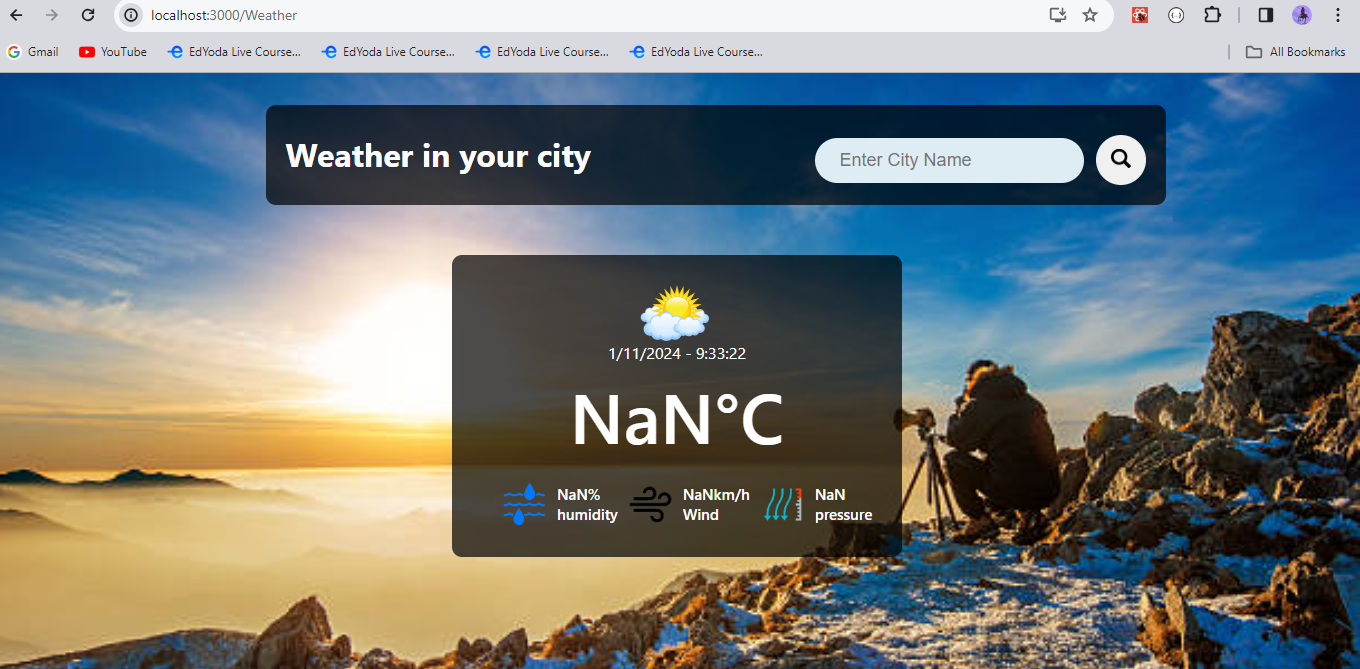 localhost:3000/Weather
Gmail YouTube EdYoda Live Course... EdYoda Live Course... EdYoda Live Course... EdYoda Live Course... All Bookmarks
Weather in your city
Enter City Name
1/11/2024 - 9:33:22
NaN°C
NaN% NaNkm/h NaN
humidity Wind pressure